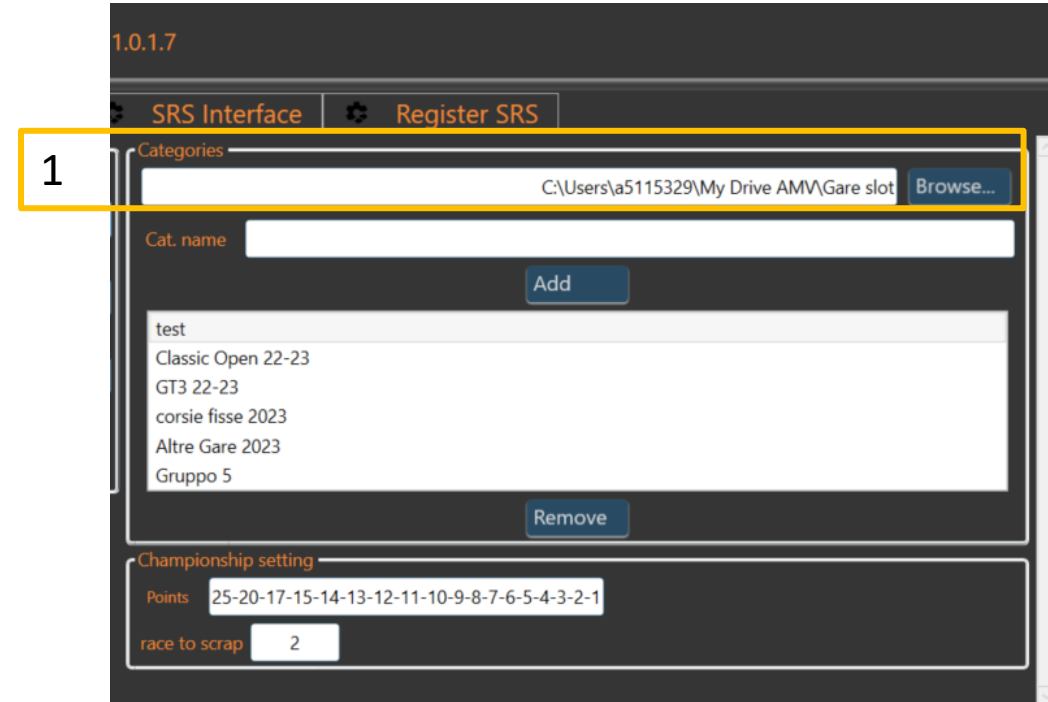 1.0.1.7
SRS Interface Register SRS
1
Categories
C:\Users\a5115329\My Drive AMV\Gare slot Browse...
Cat. name
Add
test
Classic Open 22-23
GT3 22-23
corsie fisse 2023
Altre Gare 2023
Gruppo 5
Remove
Championship setting
Points 25-20-17-15-14-13-12-11-10-9-8-7-6-5-4-3-2-1
race to scrap 2